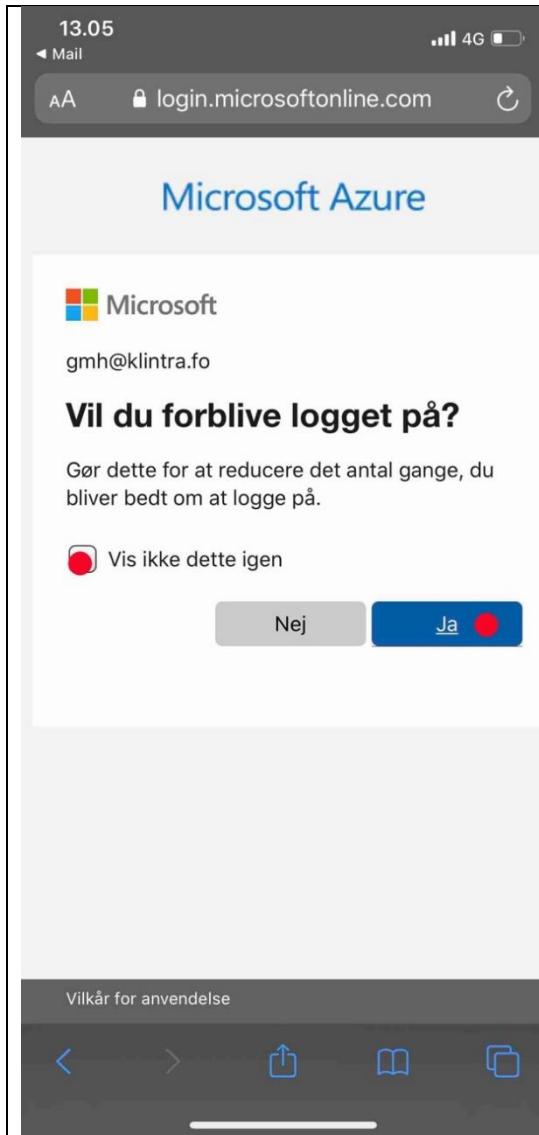 13.05
4G
◀ Mail
AA login.microsoftonline.com
Microsoft Azure
Microsoft
gmh@klintra.fo
Vil du forblive logget på?
Gør dette for at reducere det antal gange, du
bliver bedt om at logge på.
Vis ikke dette igen
Nej
Ja
Vilkår for anvendelse